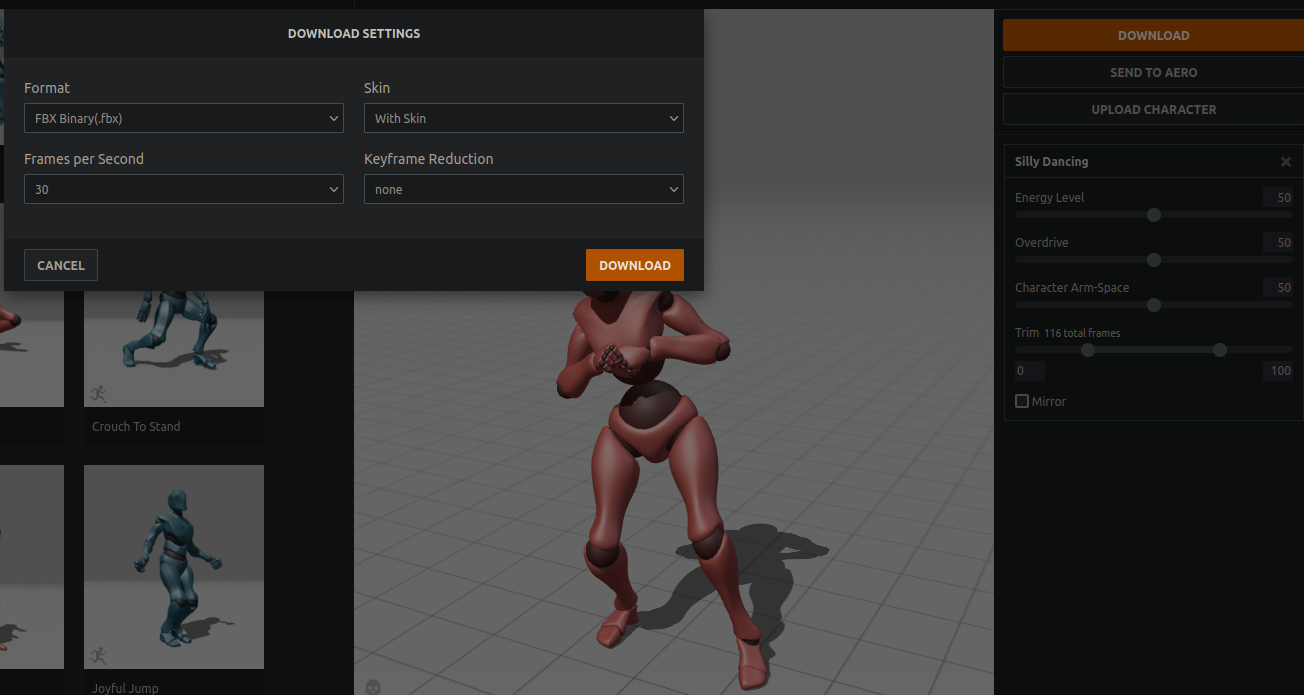 DOWNLOAD SETTINGS
Format
Skin
FBX Binary(.fbx)
With Skin
Frames per Second
Keyframe Reduction
30
none
CANCEL
DOWNLOAD
Crouch To Stand
Joyful Jump
DOWNLOAD
SEND TO AERO
UPLOAD CHARACTER
Silly Dancing
Energy Level
50
Overdrive
50
Character Arm-Space
50
Trim 116 total frames
0
100
Mirror